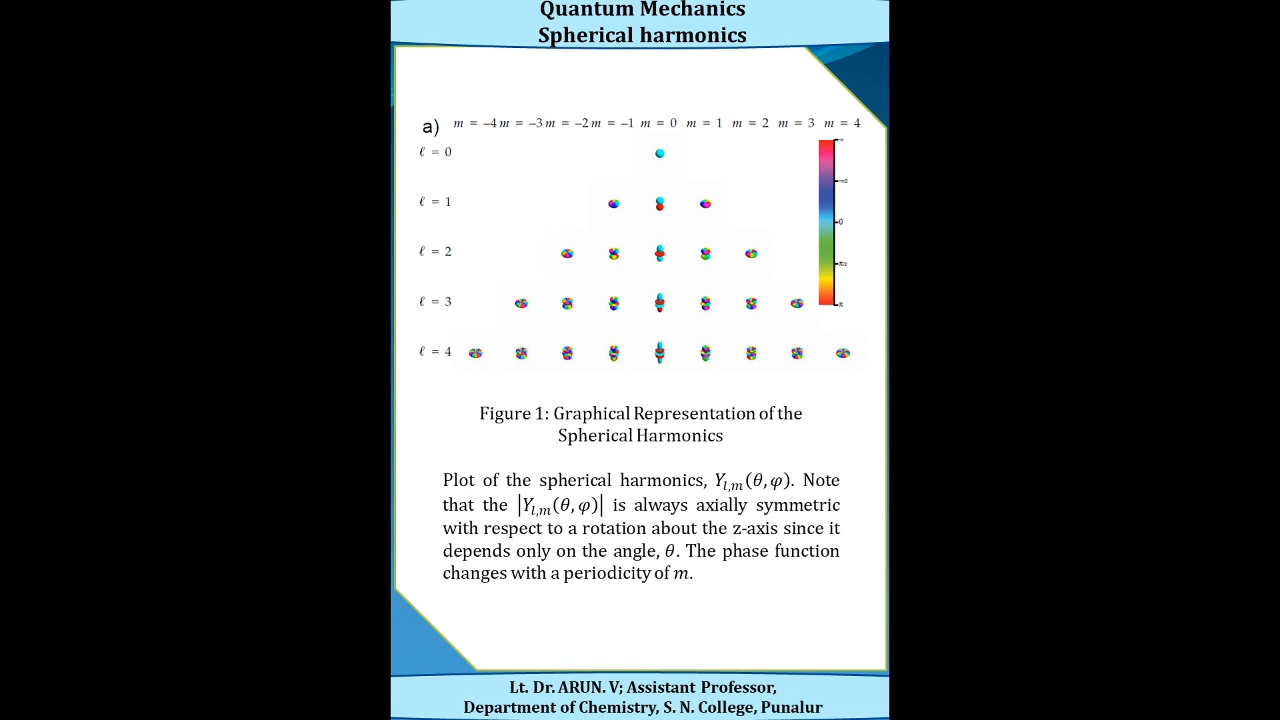 Quantum Mechanics
Spherical harmonics
a) m = −4 m = −3 m = −2 m = −1 m = 0 m = 1 m = 2 m = 3 m = 4
ℓ = 0
ℓ = 1
ℓ = 2
ℓ = 3
ℓ = 4
0
Figure 1: Graphical Representation of the
Spherical Harmonics
Plot of the spherical harmonics, Y_{l,m}(θ,φ). Note
that the |Y_{l,m}(θ,φ)| is always axially symmetric
with respect to a rotation about the z-axis since it
depends only on the angle, θ. The phase function
changes with a periodicity of m.
Lt. Dr. ARUN. V; Assistant Professor,
Department of Chemistry, S. N. College, Punalur